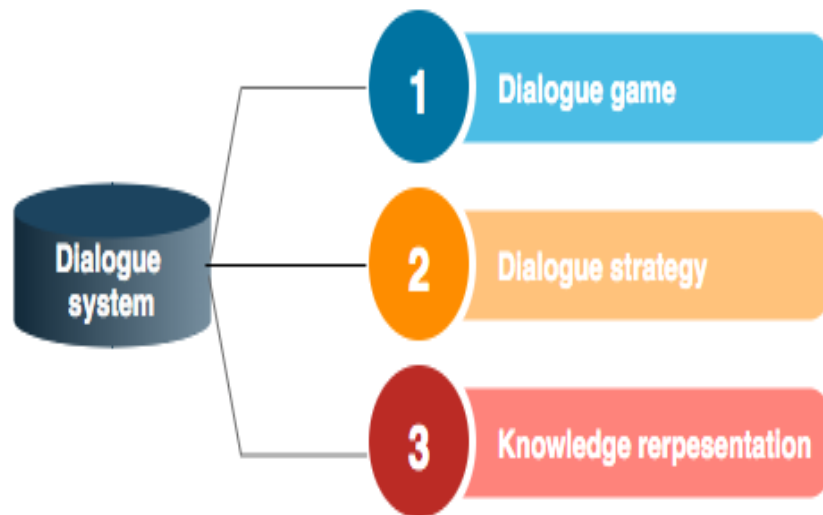 Dialogue
system
1
Dialogue game
2
Dialogue strategy
3
Knowledge rerpesentation